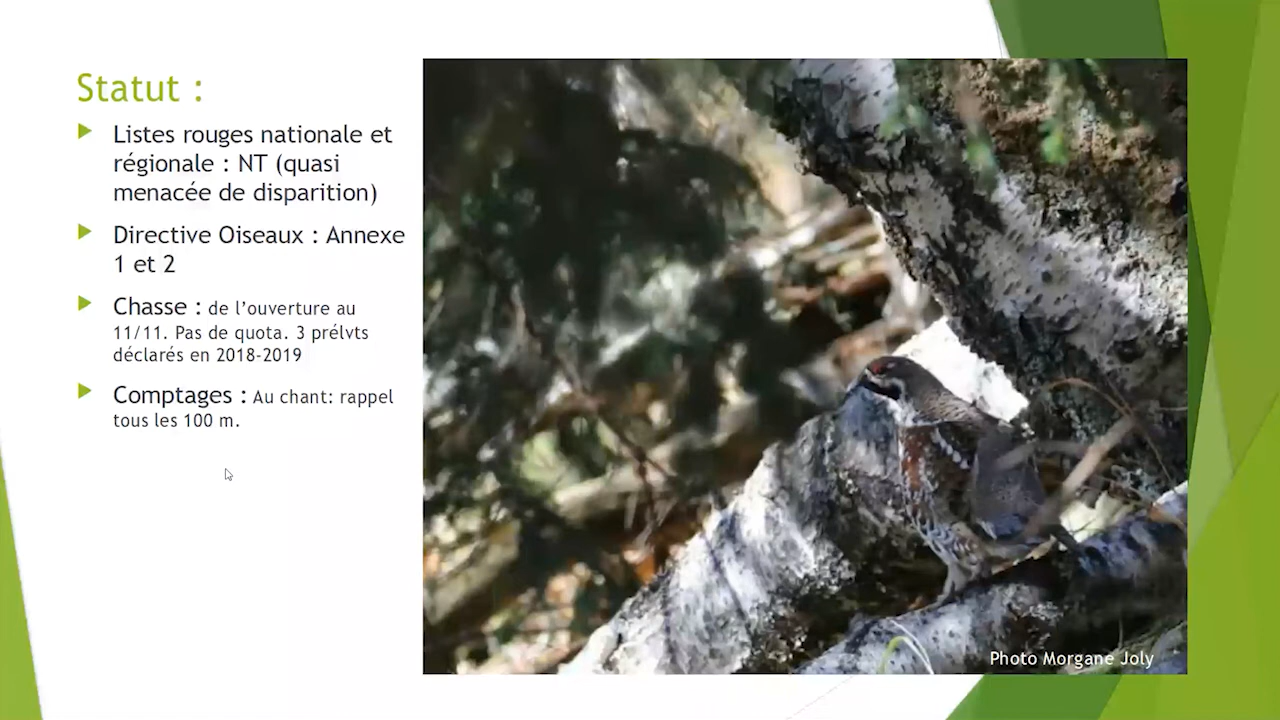 Statut :
Listes rouges nationale et
régionale : NT (quasi
menacée de disparition)
Directive Oiseaux : Annexe
1 et 2
Chasse : de l’ouverture au
11/11. Pas de quota. 3 prélvts
déclarés en 2018-2019
Comptages : Au chant: rappel
tous les 100 m.
Photo Morgane Joly